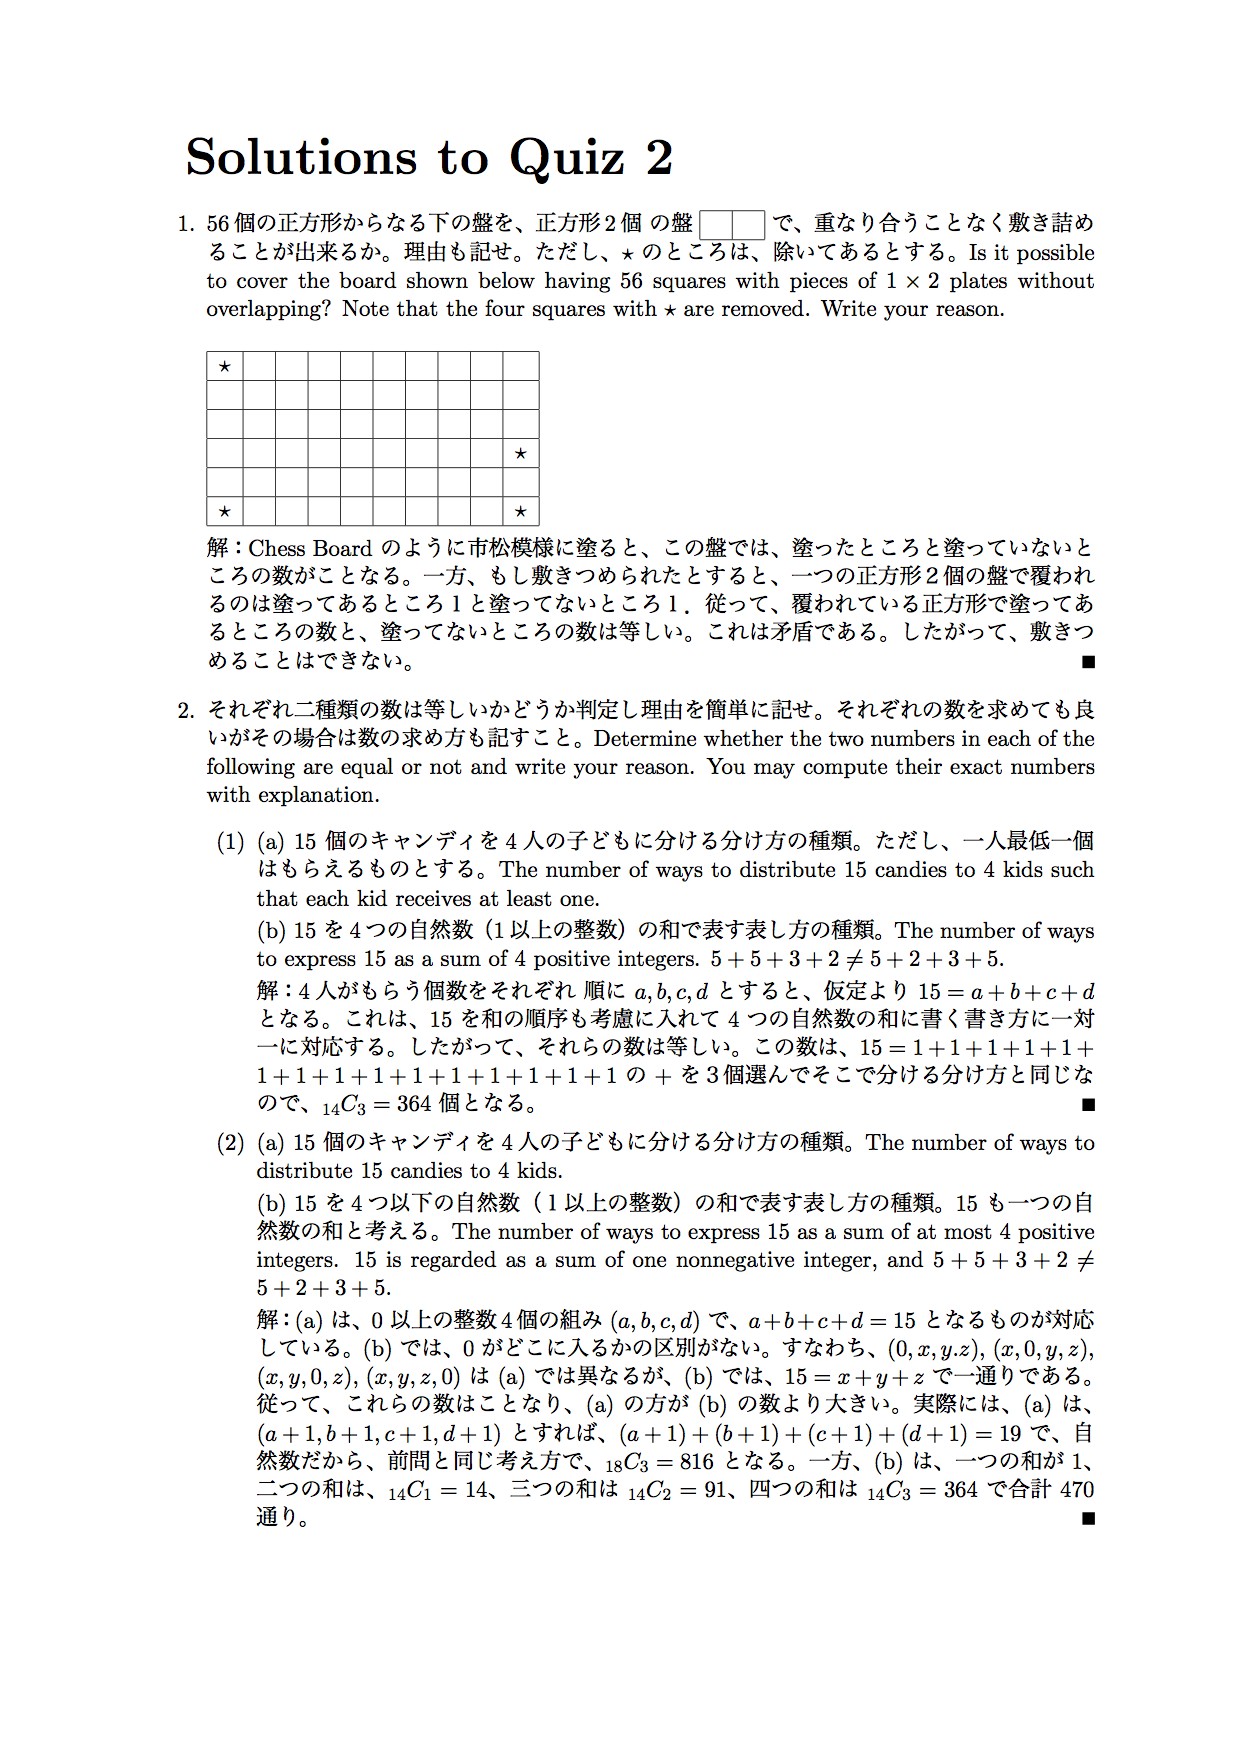 Solutions to Quiz 2
1. 56個の正方形からなる下の盤を、正方形2個 の盤 で、重なり合うことなく敷き詰め
ることが出来るか。理由も記せ。ただし、⋆ のところは、除いてあるとする。Is it possible
to cover the board shown below having 56 squares with pieces of 1 × 2 plates without
overlapping? Note that the four squares with ⋆ are removed. Write your reason.
⋆
⋆
⋆ ⋆
解：Chess Board のように市松模様に塗ると、この盤では、塗ったところと塗っていないと
ころの数がことなる。一方、もし敷きつめられたとすると、一つの正方形２個の盤で覆われ
るのは塗ってあるところ１と塗ってないところ１．従って、覆われている正方形で塗ってあ
るところの数と、塗ってないところの数は等しい。これは矛盾である。したがって、敷きつ
めることはできない。 ■
2. それぞれ二種類の数は等しいかどうか判定し理由を簡単に記せ。それぞれの数を求めても良
いがその場合は数の求め方も記すこと。Determine whether the two numbers in each of the
following are equal or not and write your reason. You may compute their exact numbers
with explanation.
(1) (a) 15 個のキャンディを 4 人の子どもに分ける分け方の種類。ただし、一人最低一個
はもらえるものとする。The number of ways to distribute 15 candies to 4 kids such
that each kid receives at least one.
(b) 15 を 4 つの自然数（1 以上の整数）の和で表す表し方の種類。The number of ways
to express 15 as a sum of 4 positive integers. 5 + 5 + 3 + 2 ≠ 5 + 2 + 3 + 5.
解：4 人がもらう個数をそれぞれ 順に a, b, c, d とすると、仮定より 15 = a + b + c + d
となる。これは、15 を和の順序も考慮に入れて 4 つの自然数の和に書く書き方に一対
一に対応する。したがって、それらの数は等しい。この数は、15 = 1 + 1 + 1 + 1 + 1 +
1 + 1 + 1 + 1 + 1 + 1 + 1 + 1 + 1 + 1 の + を３個選んでそこで分ける分け方と同じな
ので、₁₄C₃ = 364 個となる。 ■
(2) (a) 15 個のキャンディを 4 人の子どもに分ける分け方の種類。The number of ways to
distribute 15 candies to 4 kids.
(b) 15 を 4 つ以下の自然数（１以上の整数）の和で表す表し方の種類。15 も一つの自
然数の和と考える。The number of ways to express 15 as a sum of at most 4 positive
integers. 15 is regarded as a sum of one nonnegative integer, and 5 + 5 + 3 + 2 ≠
5 + 2 + 3 + 5.
解：(a) は、0 以上の整数 4 個の組み (a, b, c, d) で、a + b + c + d = 15 となるものが対応
している。(b) では、0 がどこに入るかの区別がない。すなわち、(0, x, y.z), (x, 0, y, z),
(x, y, 0, z), (x, y, z, 0) は (a) では異なるが、(b) では、15 = x + y + z で一通りである。
従って、これらの数はことなり、(a) の方が (b) の数より大きい。実際には、(a) は、
(a + 1, b + 1, c + 1, d + 1) とすれば、(a + 1) + (b + 1) + (c + 1) + (d + 1) = 19 で、自
然数だから、前問と同じ考え方で、₁₈C₃ = 816 となる。一方、(b) は、一つの和が 1、
二つの和は、₁₄C₁ = 14、三つの和は ₁₄C₂ = 91、四つの和は ₁₄C₃ = 364 で合計 470
通り。 ■